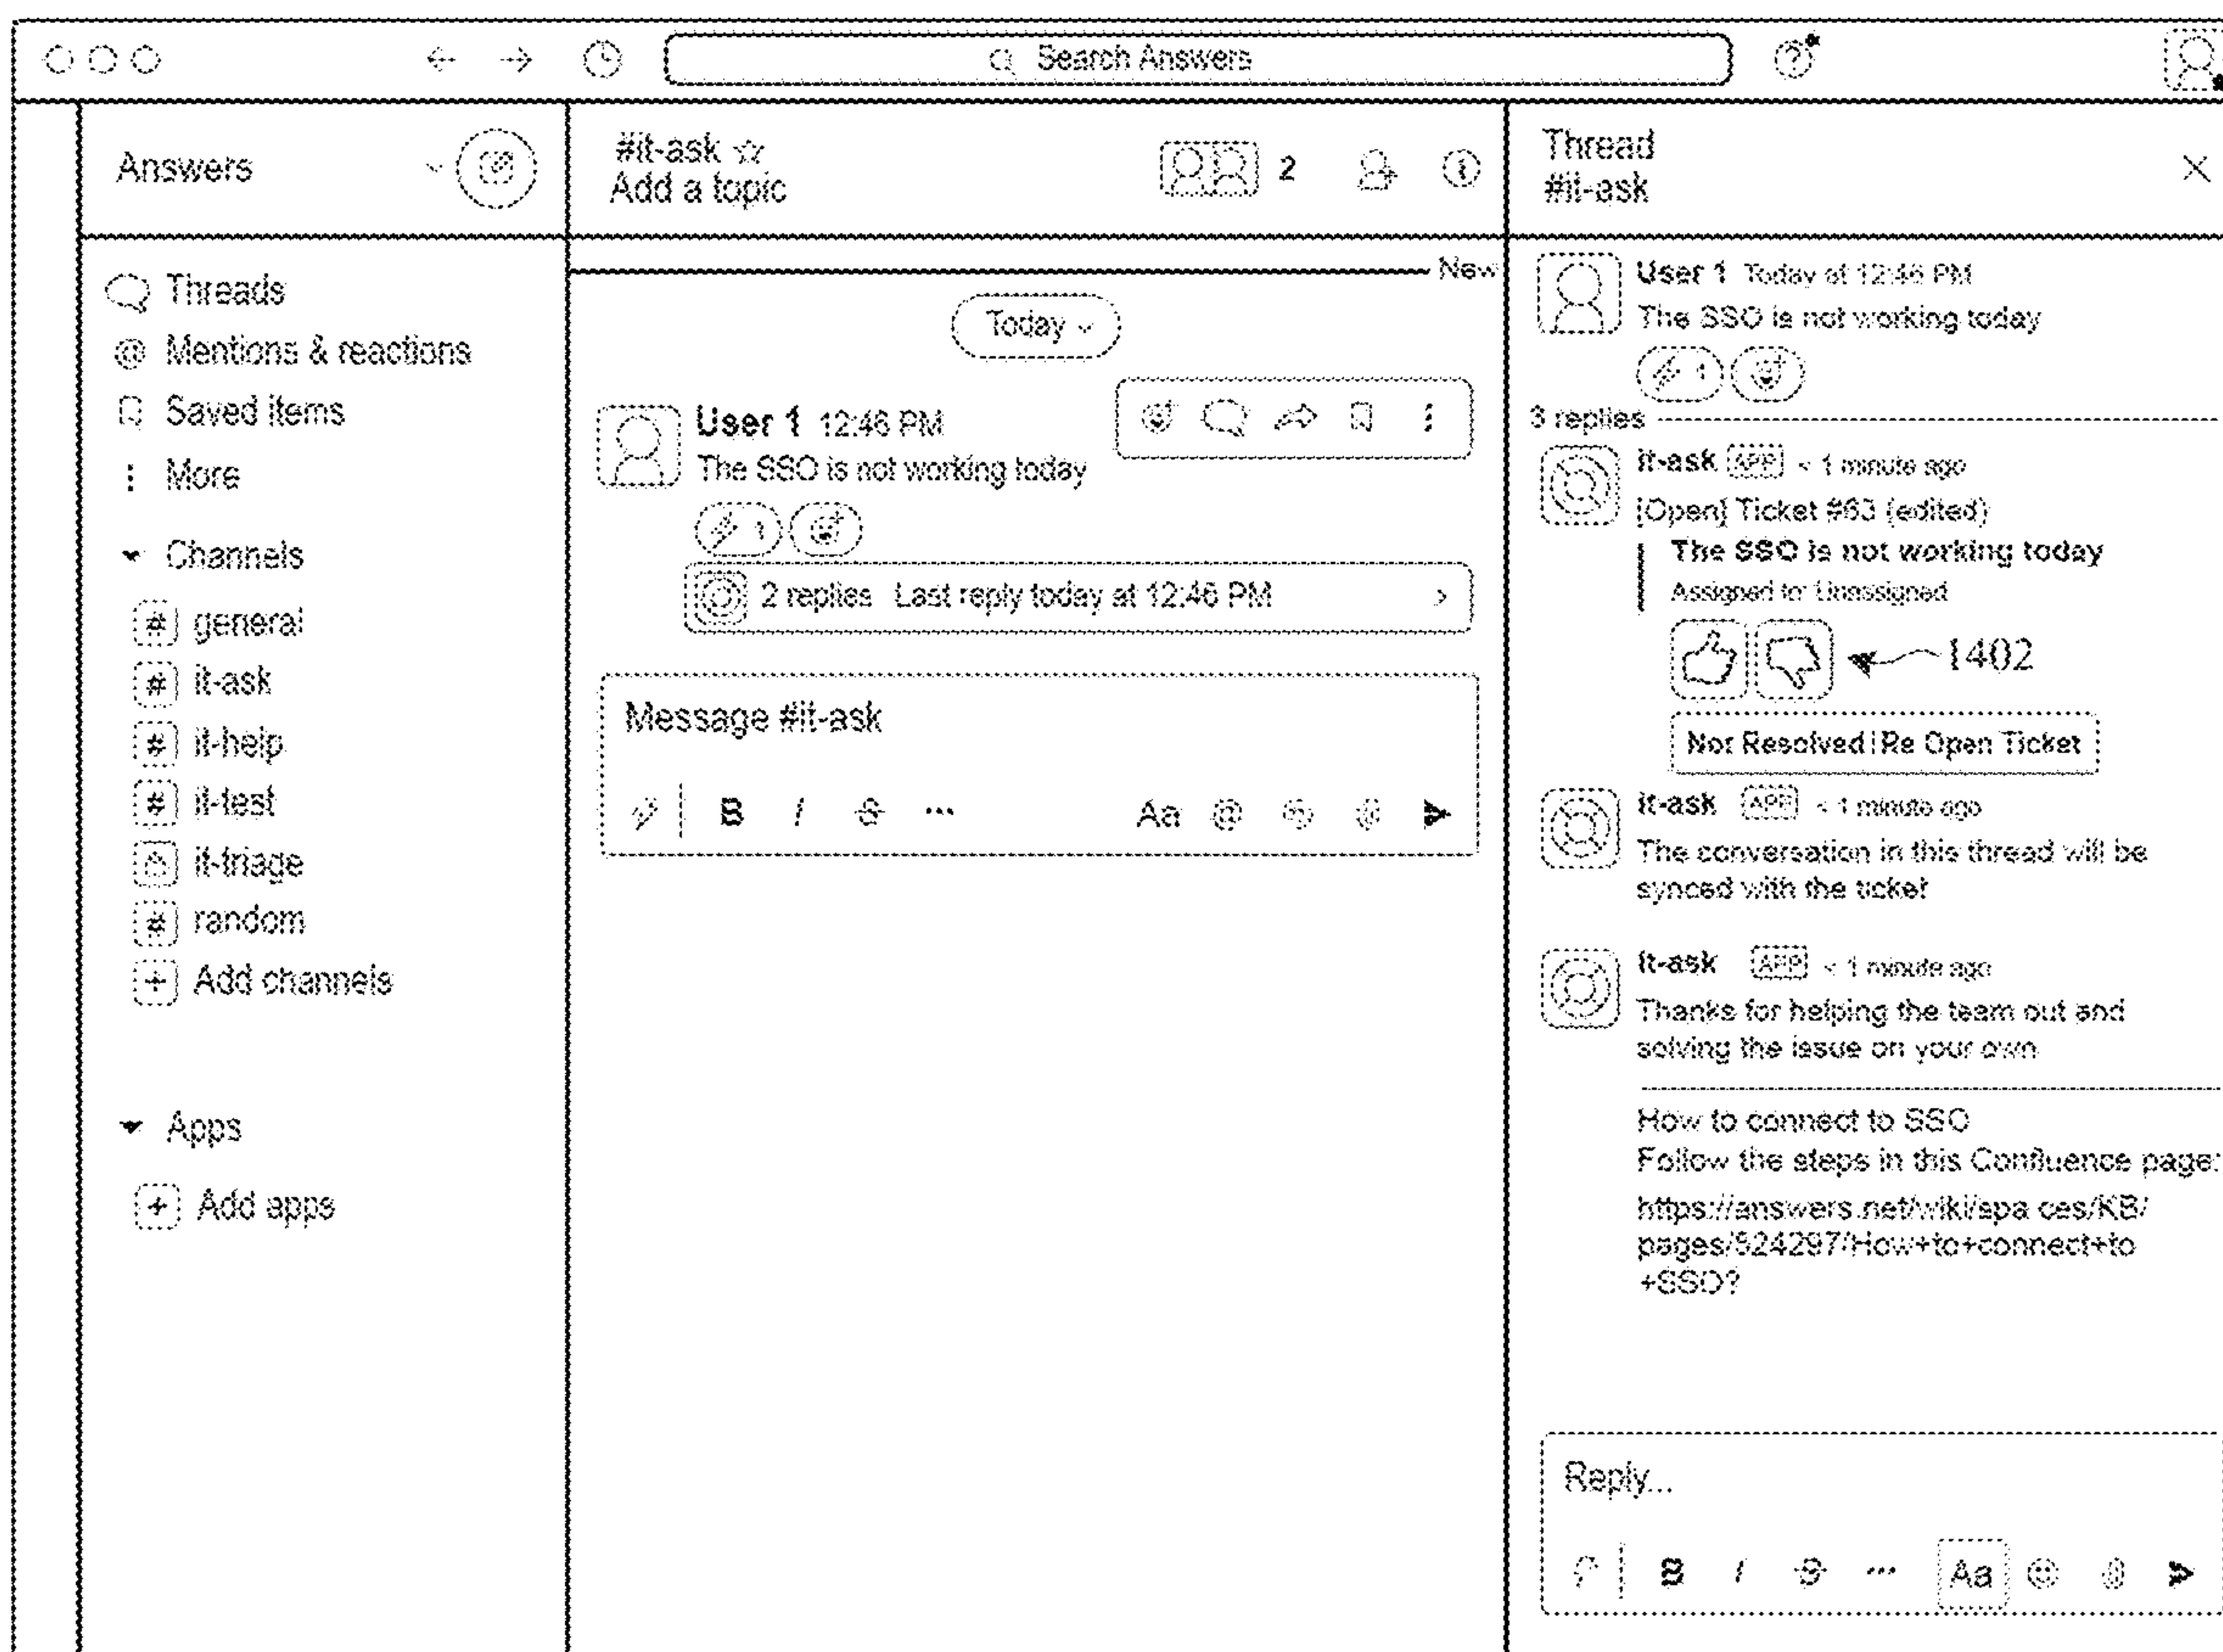 Search Answers
Answers
Threads
@ Mentions & reactions
Saved items
More
Channels
# general
# it-ask
# it-help
# it-test
it-triage
# random
+ Add channels
Apps
+ Add apps
#it-ask
Add a topic
2
New
Today
User 1 12:46 PM
The SSO is not working today
1
2 replies Last reply today at 12:46 PM
Message #it-ask
B I S ... Aa @
Thread
#it-ask
User 1 Today at 12:46 PM
The SSO is not working today
1
3 replies
it-ask APP < 1 minute ago
[Open] Ticket #63 (edited)
The SSO is not working today
Assigned to: Unassigned
1402
Not Resolved|Re Open Ticket
it-ask APP < 1 minute ago
The conversation in this thread will be
synced with the ticket
it-ask APP < 1 minute ago
Thanks for helping the team out and
solving the issue on your own
How to connect to SSO
Follow the steps in this Confluence page:
https://answers.net/wiki/spa ces/KB/
pages/524297/How+to+connect+to
+SSO?
Reply...
B I S ... Aa